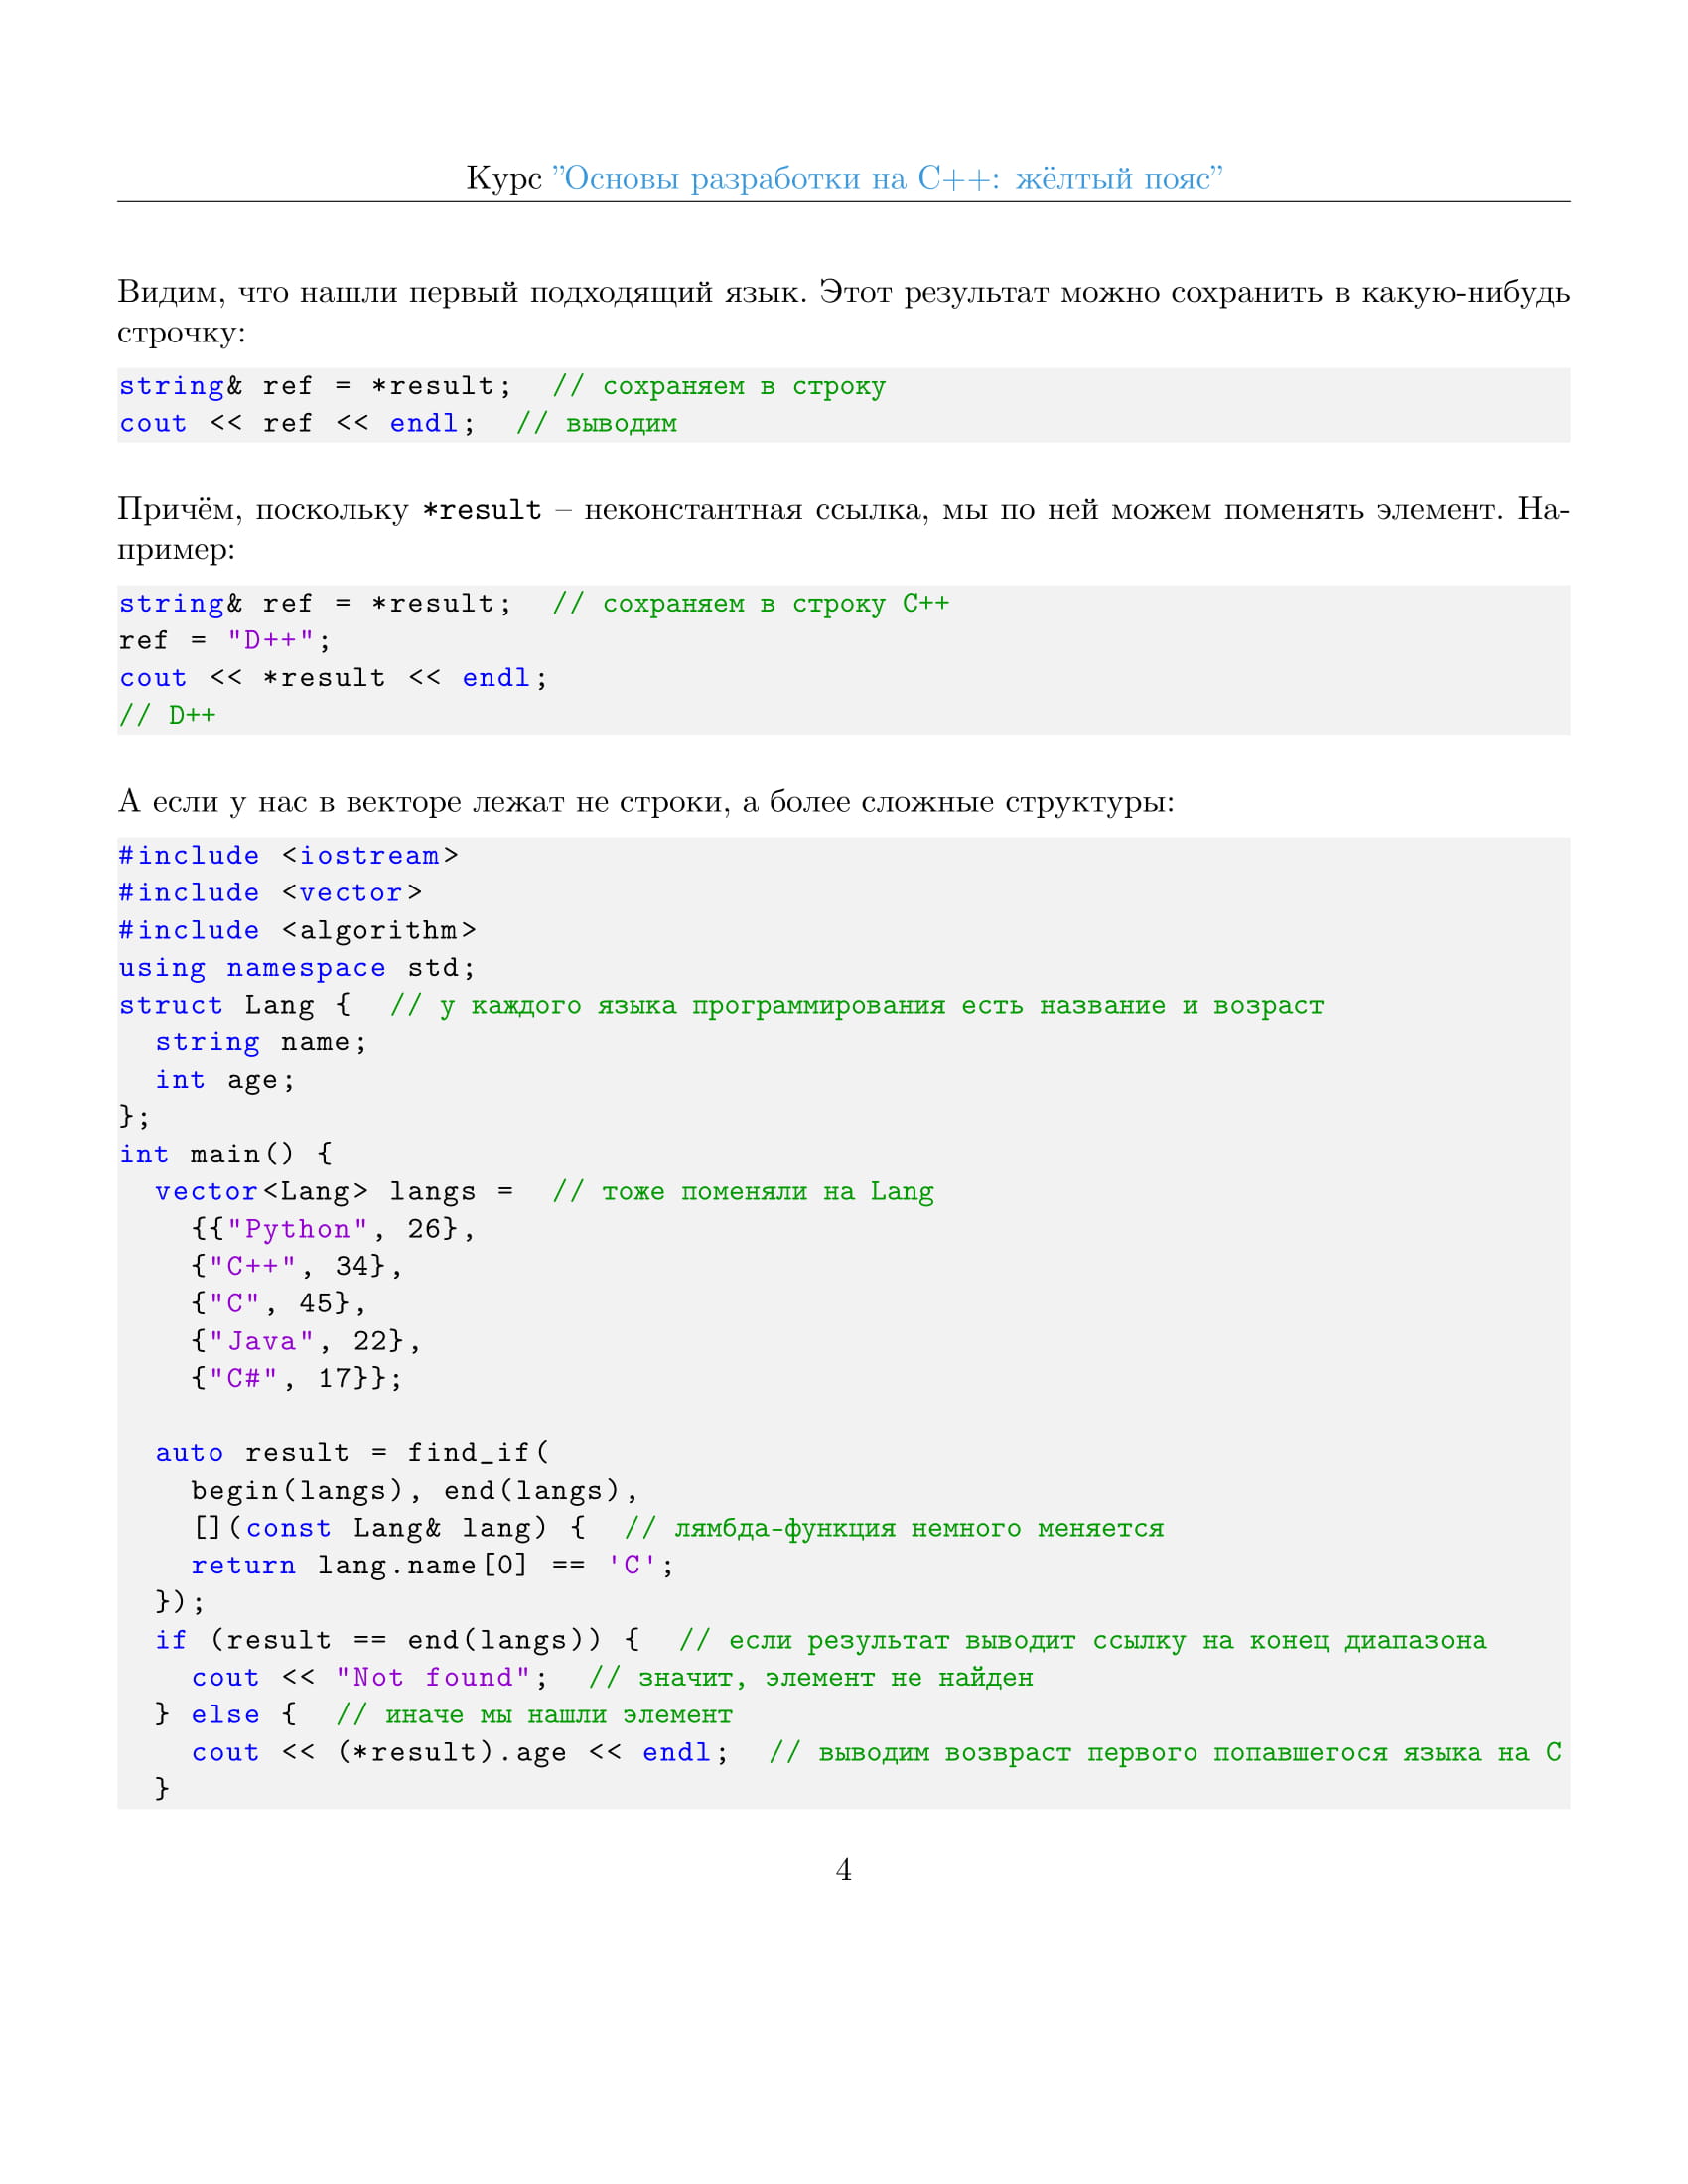 Курс ”Основы разработки на C++: жёлтый пояс”
Видим, что нашли первый подходящий язык. Этот результат можно сохранить в какую-нибудь
строчку:
string& ref = *result;  // сохраняем в строку
cout << ref << endl;  // выводим
Причём, поскольку *result – неконстантная ссылка, мы по ней можем поменять элемент. На-
пример:
string& ref = *result;  // сохраняем в строку C++
ref = "D++";
cout << *result << endl;
// D++
А если у нас в векторе лежат не строки, а более сложные структуры:
#include <iostream>
#include <vector>
#include <algorithm>
using namespace std;
struct Lang {  // у каждого языка программирования есть название и возраст
  string name;
  int age;
};
int main() {
  vector<Lang> langs =  // тоже поменяли на Lang
    {{"Python", 26},
    {"C++", 34},
    {"C", 45},
    {"Java", 22},
    {"C#", 17}};
  auto result = find_if(
    begin(langs), end(langs),
    [](const Lang& lang) {  // лямбда-функция немного меняется
    return lang.name[0] == 'C';
  });
  if (result == end(langs)) {  // если результат выводит ссылку на конец диапазона
    cout << "Not found";  // значит, элемент не найден
  } else {  // иначе мы нашли элемент
    cout << (*result).age << endl;  // выводим возвраст первого попавшегося языка на C
  }
4